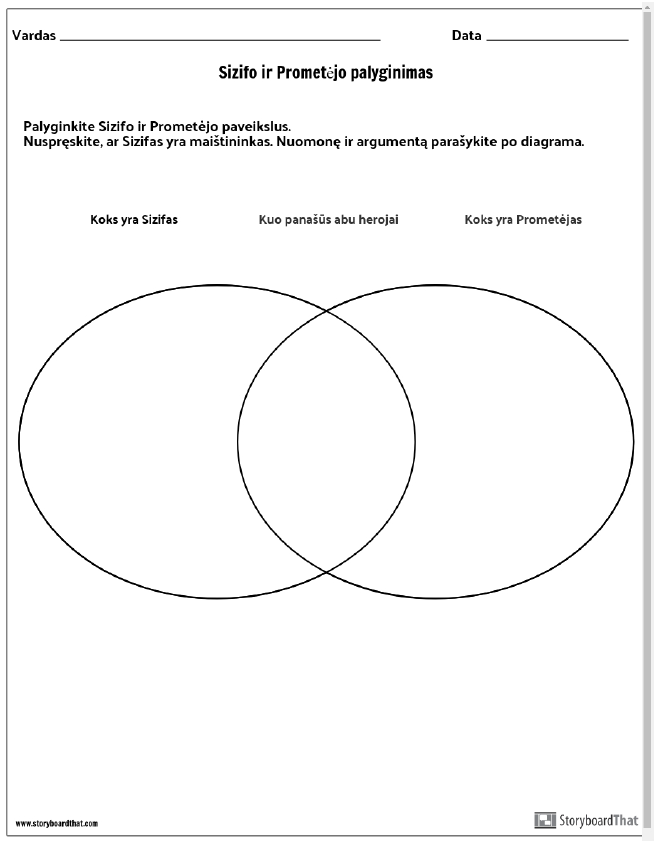 Vardas Data
Sizifo ir Prometėjo palyginimas
Palyginkite Sizifo ir Prometėjo paveikslus.
Nuspręskite, ar Sizifas yra maištininkas. Nuomonę ir argumentą parašykite po diagrama.
Koks yra Sizifas Kuo panašūs abu herojai Koks yra Prometėjas
www.storyboardthat.com StoryboardThat